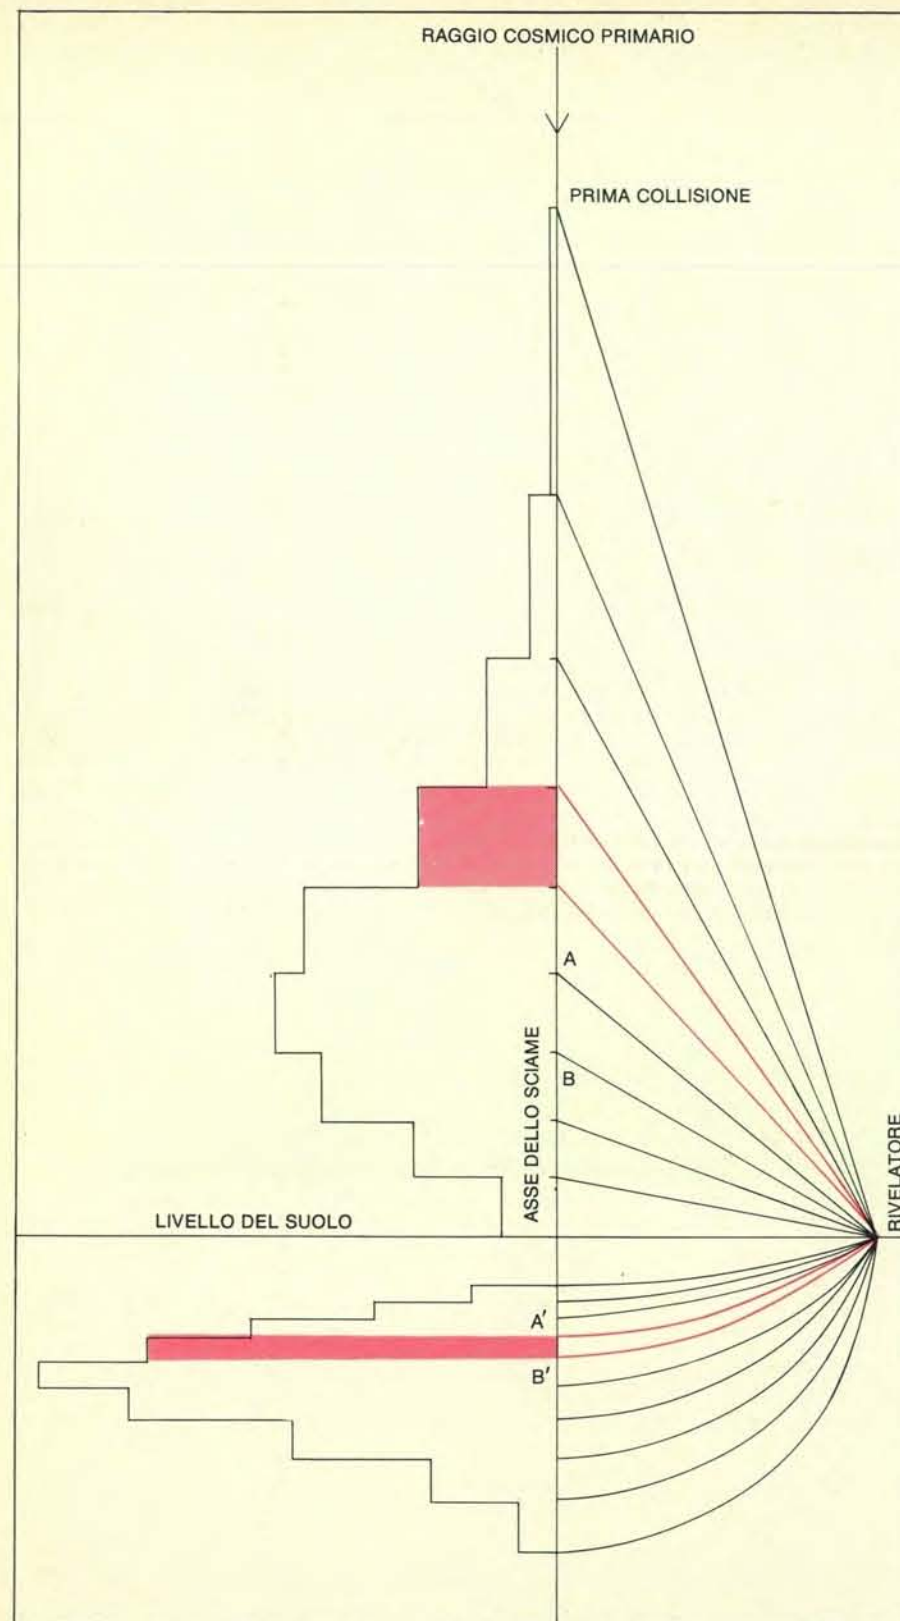 RAGGIO COSMICO PRIMARIO
PRIMA COLLISIONE
A
ASSE DELLO SCIAME
B
RIVELATORE
LIVELLO DEL SUOLO
A′
B′